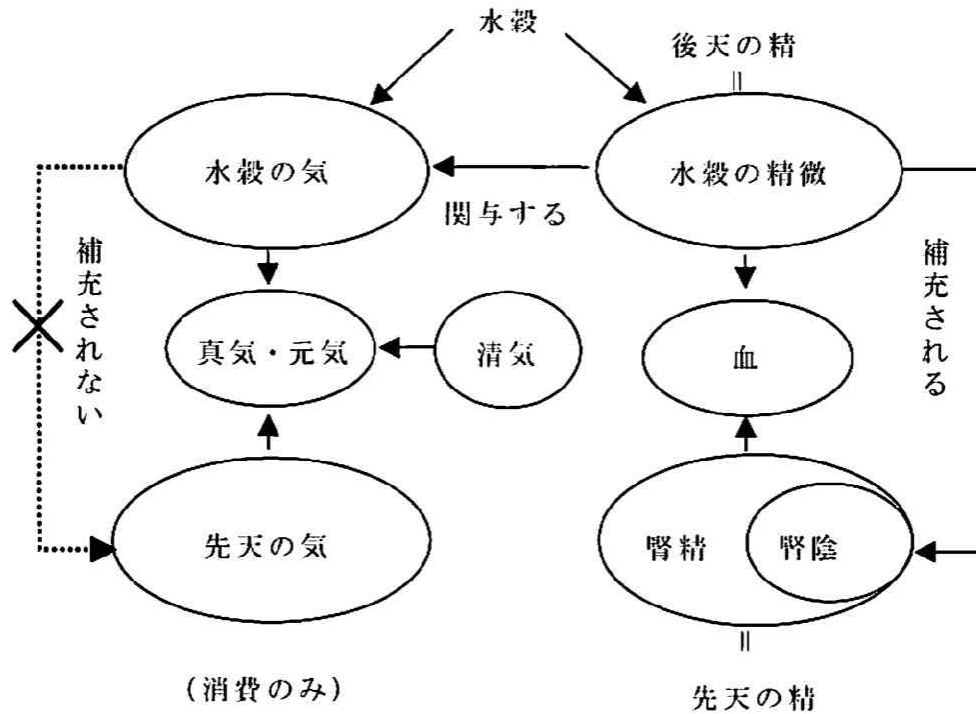 水穀
後天の精
=
水穀の気
水穀の精微
関与する
補充されない
補充される
真気・元気
清気
血
先天の気
腎精
腎陰
=
(消費のみ)
先天の精